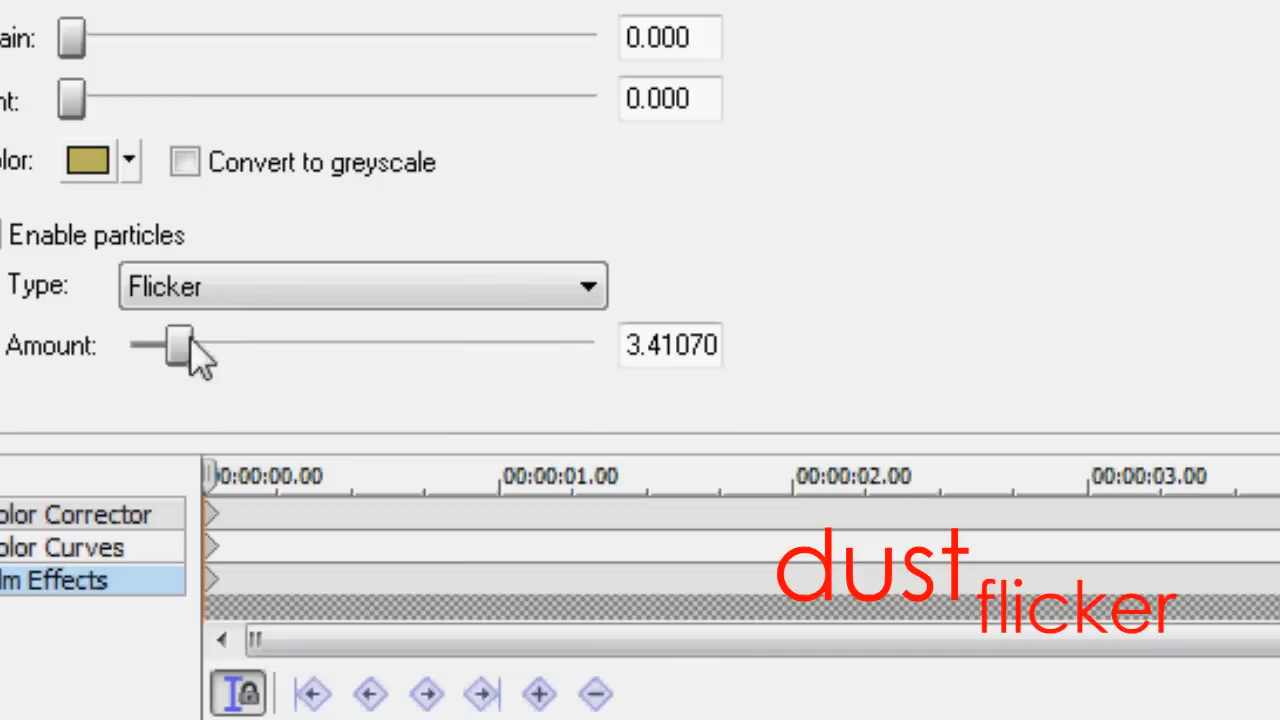 ain: 0.000
nt: 0.000
olor: Convert to greyscale
Enable particles
Type: Flicker
Amount: 3.41070
00:00:00.00 00:00:01.00 00:00:02.00 00:00:03.00
olor Corrector
olor Curves
lm Effects
dust
flicker